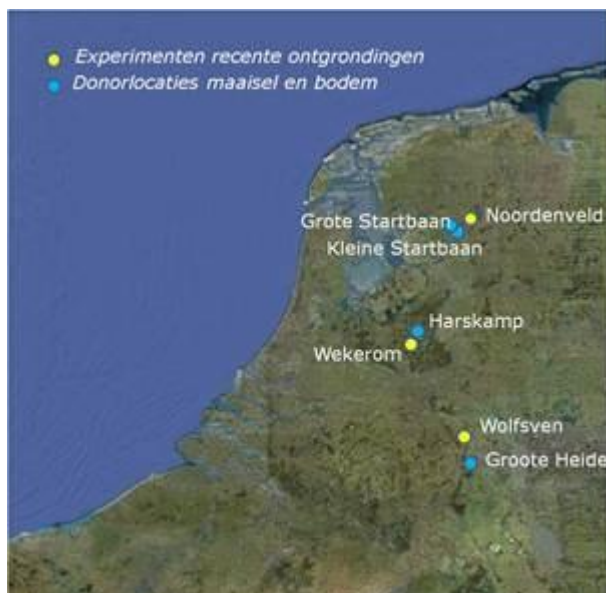 Experimenten recente ontgrondingen
Donorlocaties maaisel en bodem
Noordenveld
Grote Startbaan
Kleine Startbaan
Harskamp
Wekerom
Wolfsven
Groote Heide